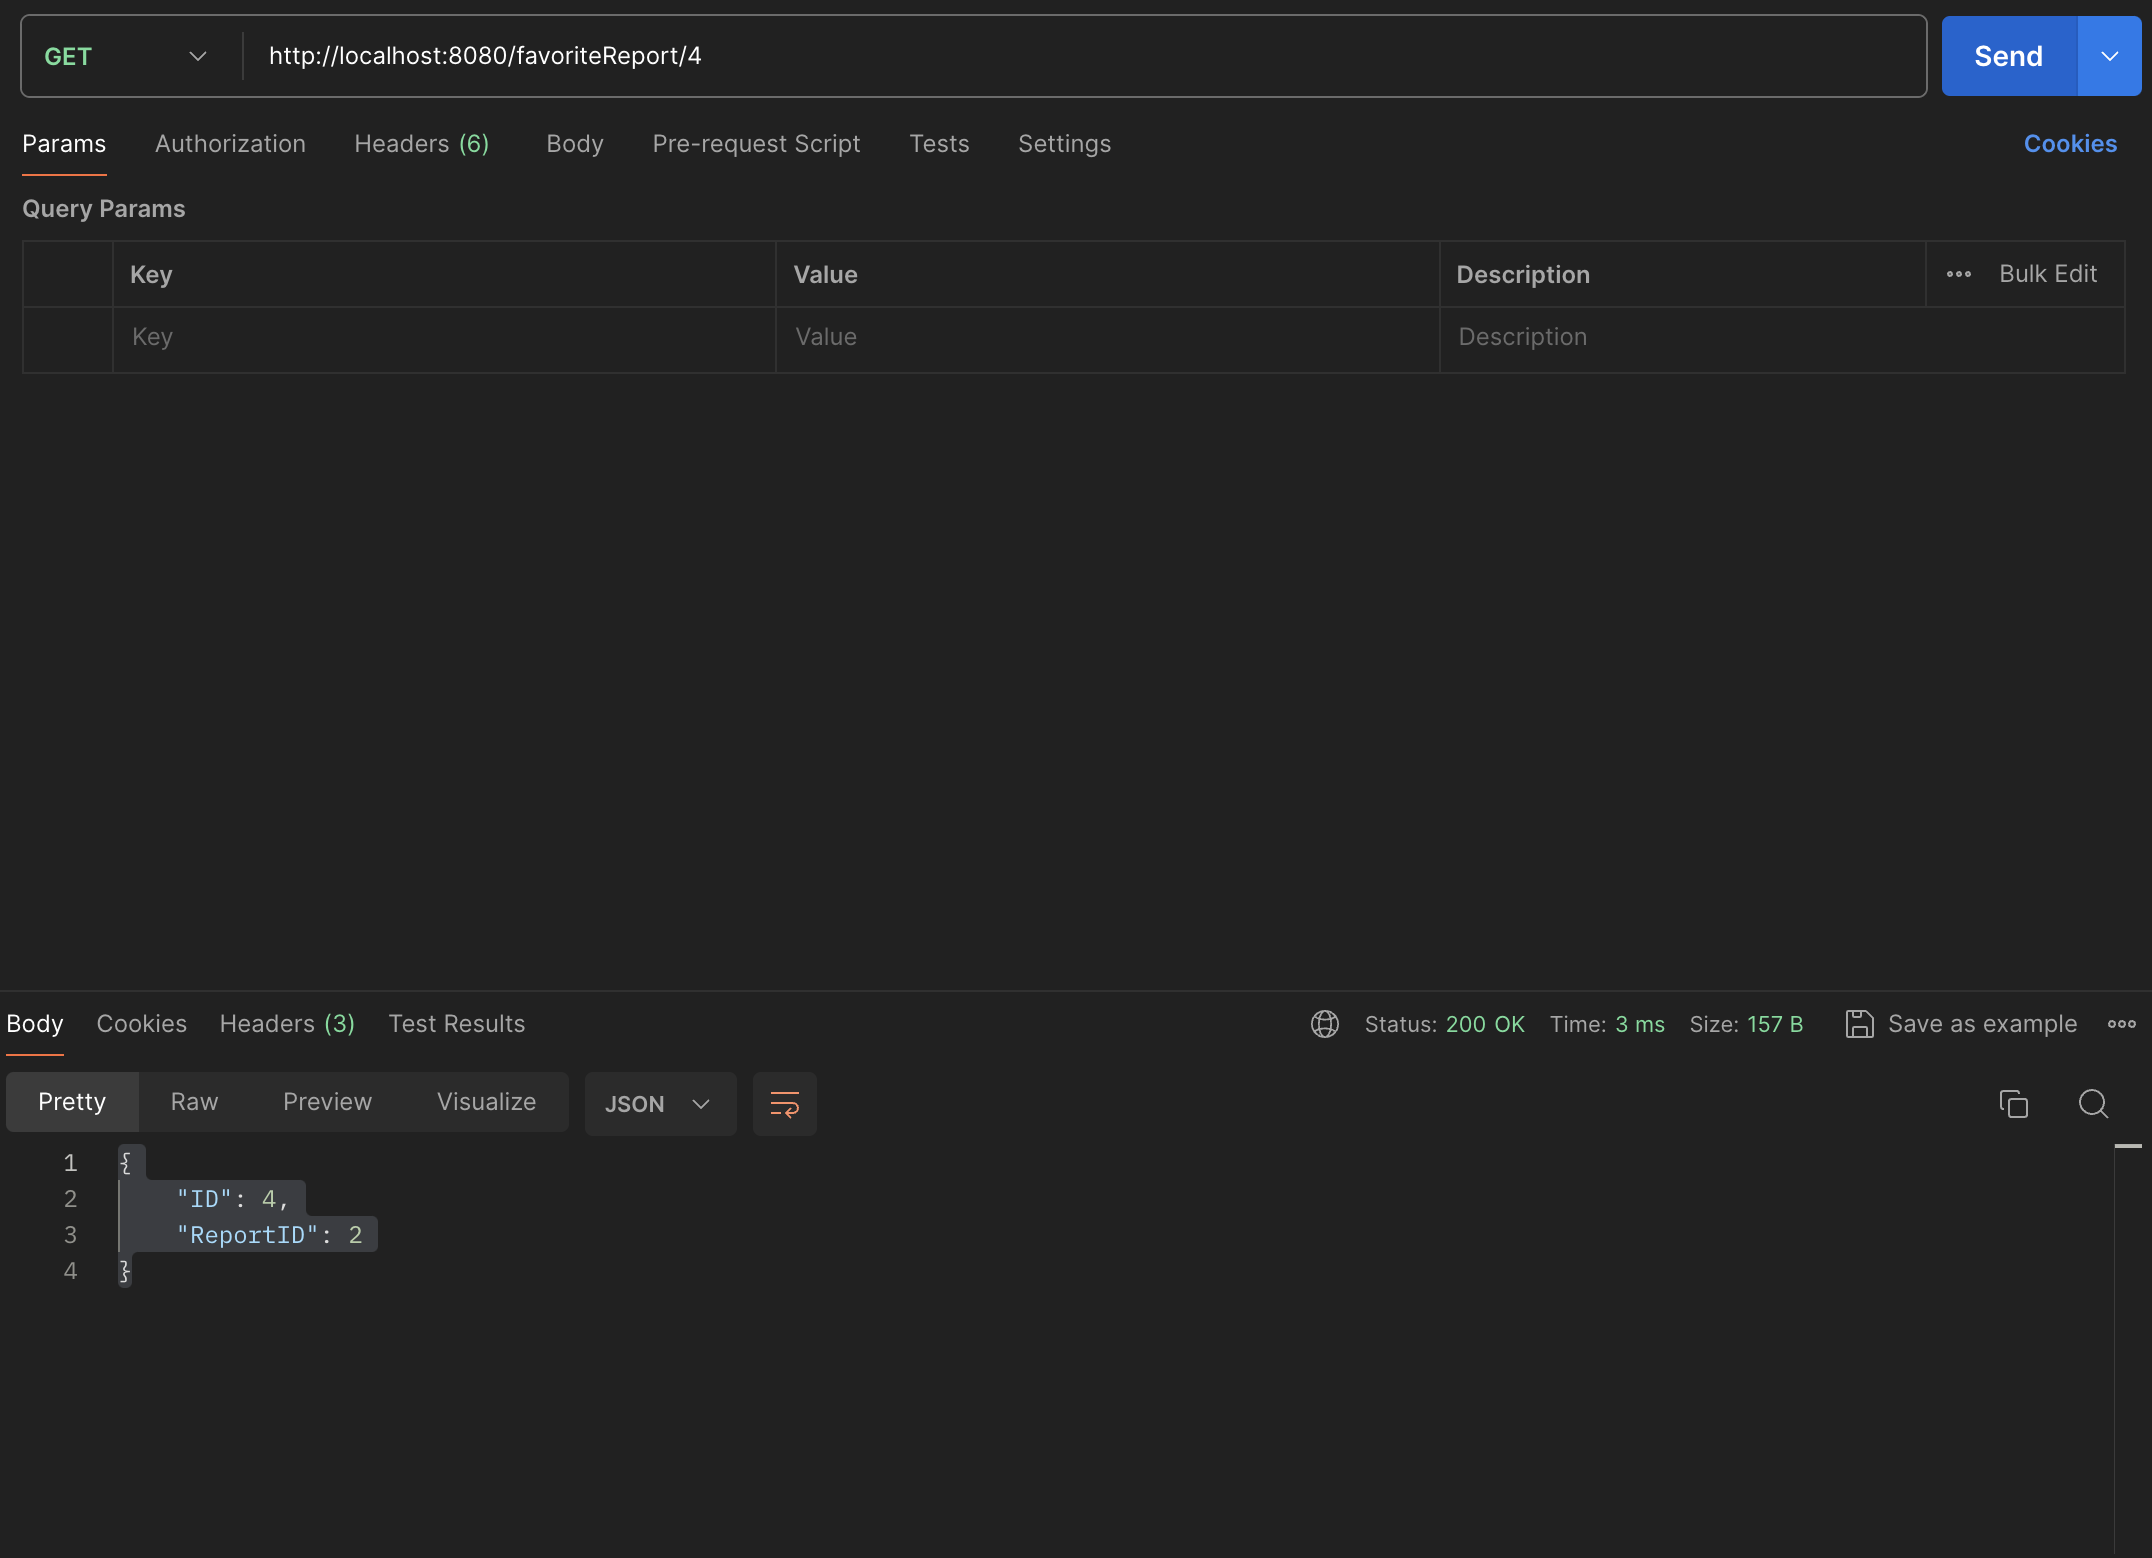 GET http://localhost:8080/favoriteReport/4 Send
Params Authorization Headers (6) Body Pre-request Script Tests Settings Cookies
Query Params
Key Value Description Bulk Edit
Key Value Description
Body Cookies Headers (3) Test Results Status: 200 OK Time: 3 ms Size: 157 B Save as example
Pretty Raw Preview Visualize JSON
1 {
2 "ID": 4,
3 "ReportID": 2
4 }